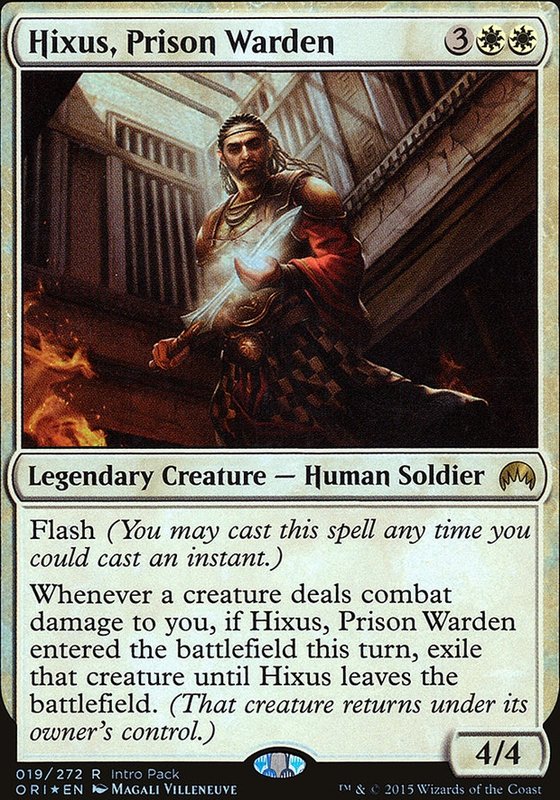 Hixus, Prison Warden 3
Legendary Creature — Human Soldier
Flash (You may cast this spell any time you
could cast an instant.)
Whenever a creature deals combat
damage to you, if Hixus, Prison Warden
entered the battlefield this turn, exile
that creature until Hixus leaves the
battlefield. (That creature returns under its
owner's control.)
4/4
019/272 R Intro Pack
ORI★EN Magali Villeneuve
™ & © 2015 Wizards of the Coast